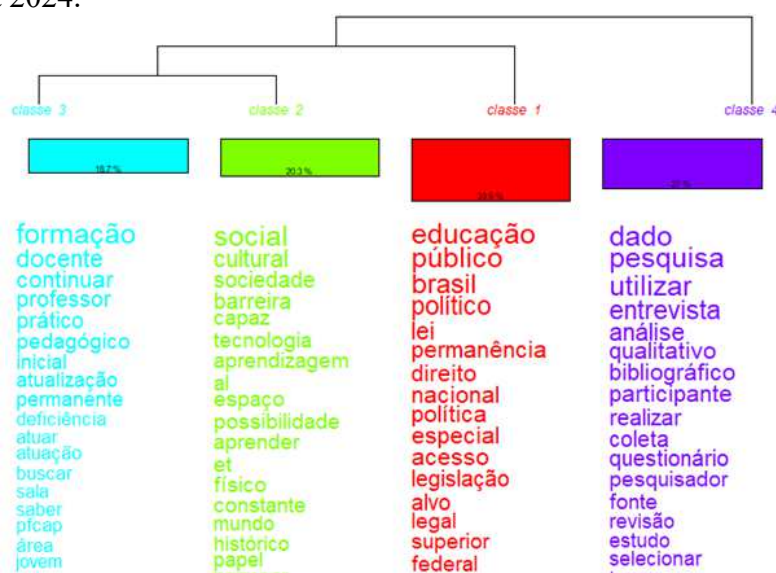 2024.
classe 3
classe 2
classe 1
classe 4
18.7 %
20.3 %
formação
docente
continuar
professor
prático
pedagógico
inicial
atualização
permanente
deficiência
atuar
atuação
buscar
sala
saber
pfcap
área
jovem
social
cultural
sociedade
barreira
capaz
tecnologia
aprendizagem
al
espaço
possibilidade
aprender
et
físico
constante
mundo
histórico
papel
educação
público
brasil
político
lei
permanência
direito
nacional
política
especial
acesso
legislação
alvo
legal
superior
federal
dado
pesquisa
utilizar
entrevista
análise
qualitativo
bibliográfico
participante
realizar
coleta
questionário
pesquisador
fonte
revisão
estudo
selecionar